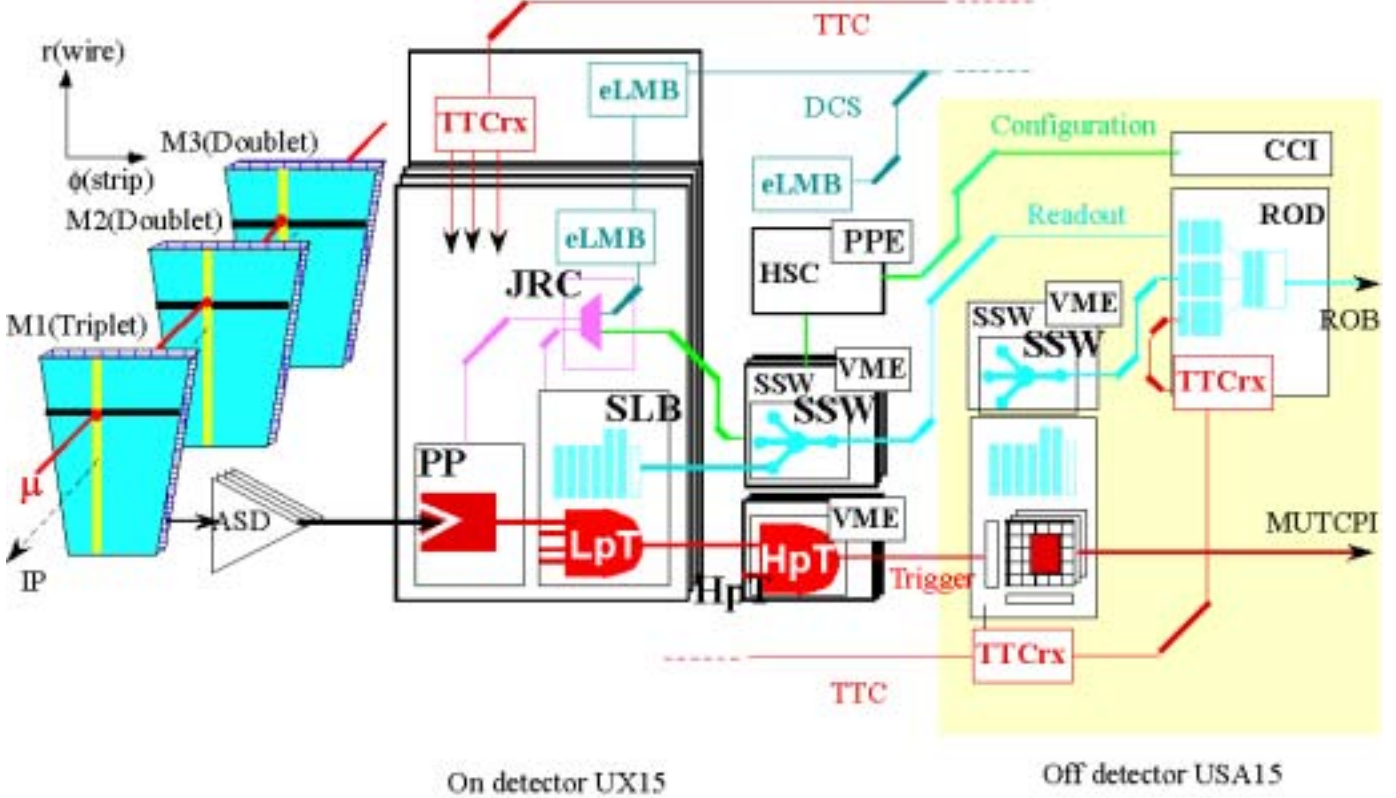 TTC
r(wire)
eLMB
DCS
TTCrx
Configuration
M3(Doublet)
CCI
ϕ(strip)
eLMB
M2(Doublet)
Readout
ROD
eLMB
PPE
HSC
JRC
M1(Triplet)
VME
SSW
ROB
SSW
VME
SSW
TTCrx
SLB
SSW
PP
μ
ASD
VME
MUTCPI
LpT
HpT
IP
HpT
Trigger
TTCrx
TTC
On detector UX15
Off detector USA15